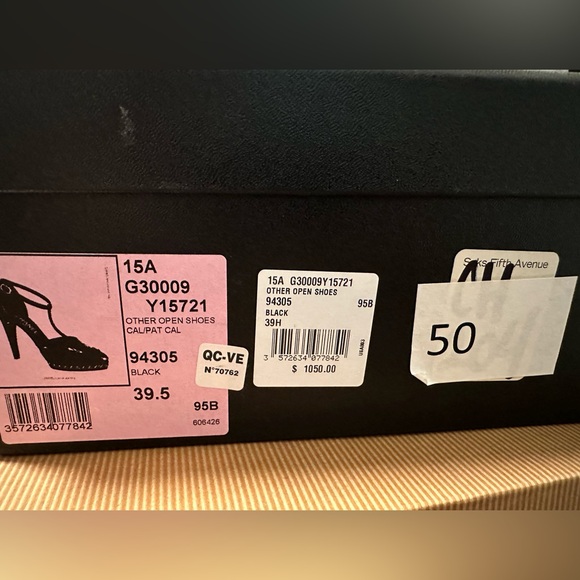 15A
G30009
Y15721
OTHER OPEN SHOES
CAL/PAT CAL
94305
BLACK
39.5
95B
606426
3572634077842
QC-VE
N°70762
15A G30009Y15721
OTHER OPEN SHOES
94305 95B
BLACK
39H
3 572634 077842
$ 1050.00
Saks Fifth Avenue
50